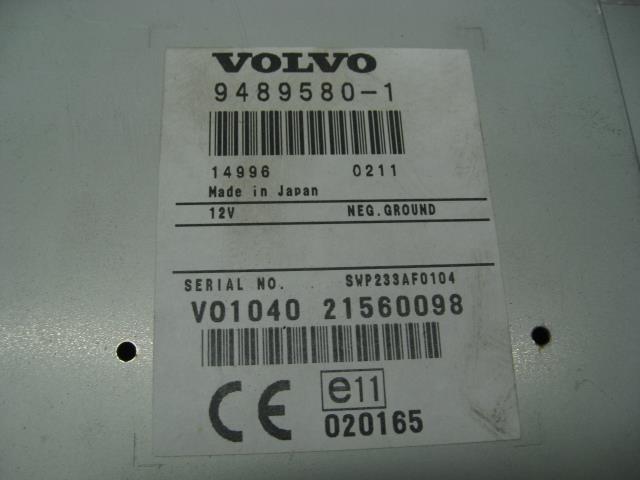 VOLVO
9489580-1
14996 0211
Made in Japan
12V NEG.GROUND
SERIAL NO. SWP233AF0104
VO1040 21560098
CE e11
020165